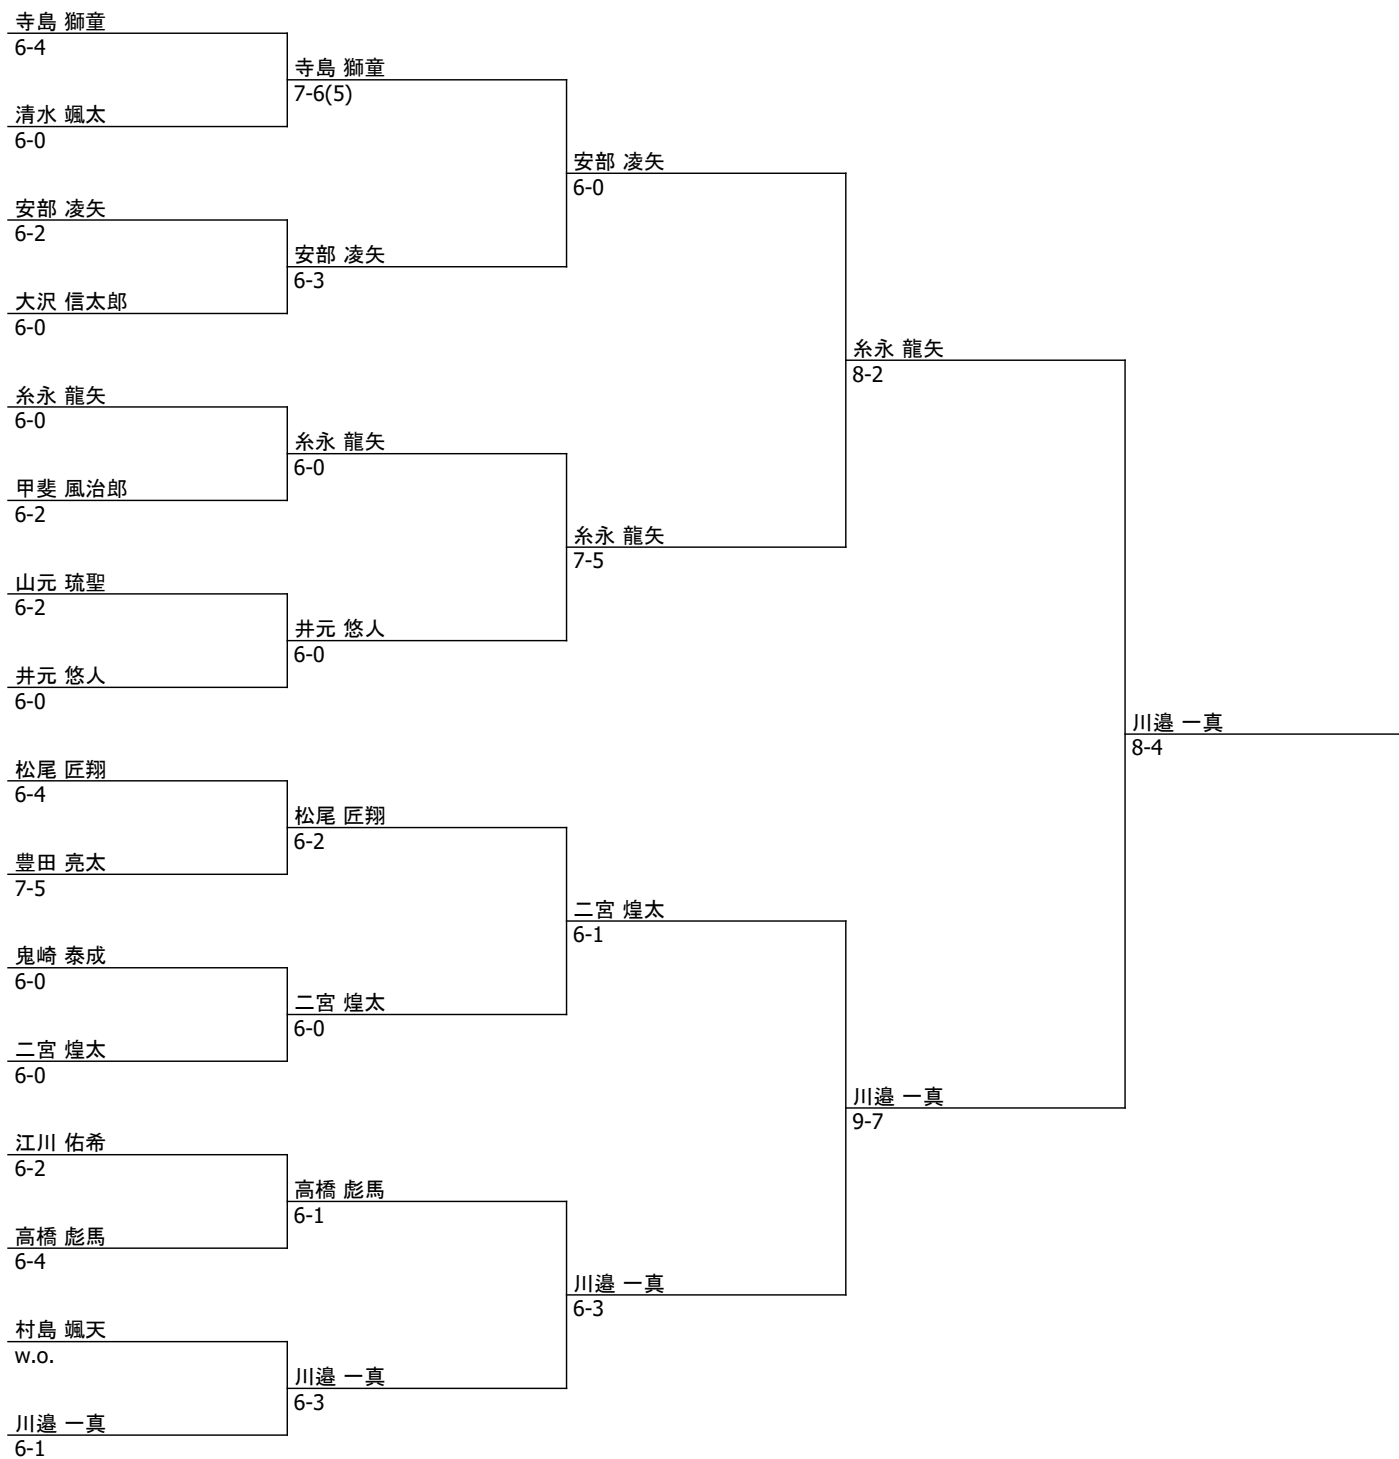 寺島 獅童
6-4
寺島 獅童
7-6(5)
清水 颯太
6-0
安部 凌矢
6-0
安部 凌矢
6-2
安部 凌矢
6-3
大沢 信太郎
6-0
糸永 龍矢
8-2
糸永 龍矢
6-0
糸永 龍矢
6-0
甲斐 風治郎
6-2
糸永 龍矢
7-5
山元 琉聖
6-2
井元 悠人
6-0
井元 悠人
6-0
川邉 一真
8-4
松尾 匠翔
6-4
松尾 匠翔
6-2
豊田 亮太
7-5
二宮 煌太
6-1
鬼崎 泰成
6-0
二宮 煌太
6-0
二宮 煌太
6-0
川邉 一真
9-7
江川 佑希
6-2
高橋 彪馬
6-1
高橋 彪馬
6-4
川邉 一真
6-3
村島 颯天
w.o.
川邉 一真
6-3
川邉 一真
6-1